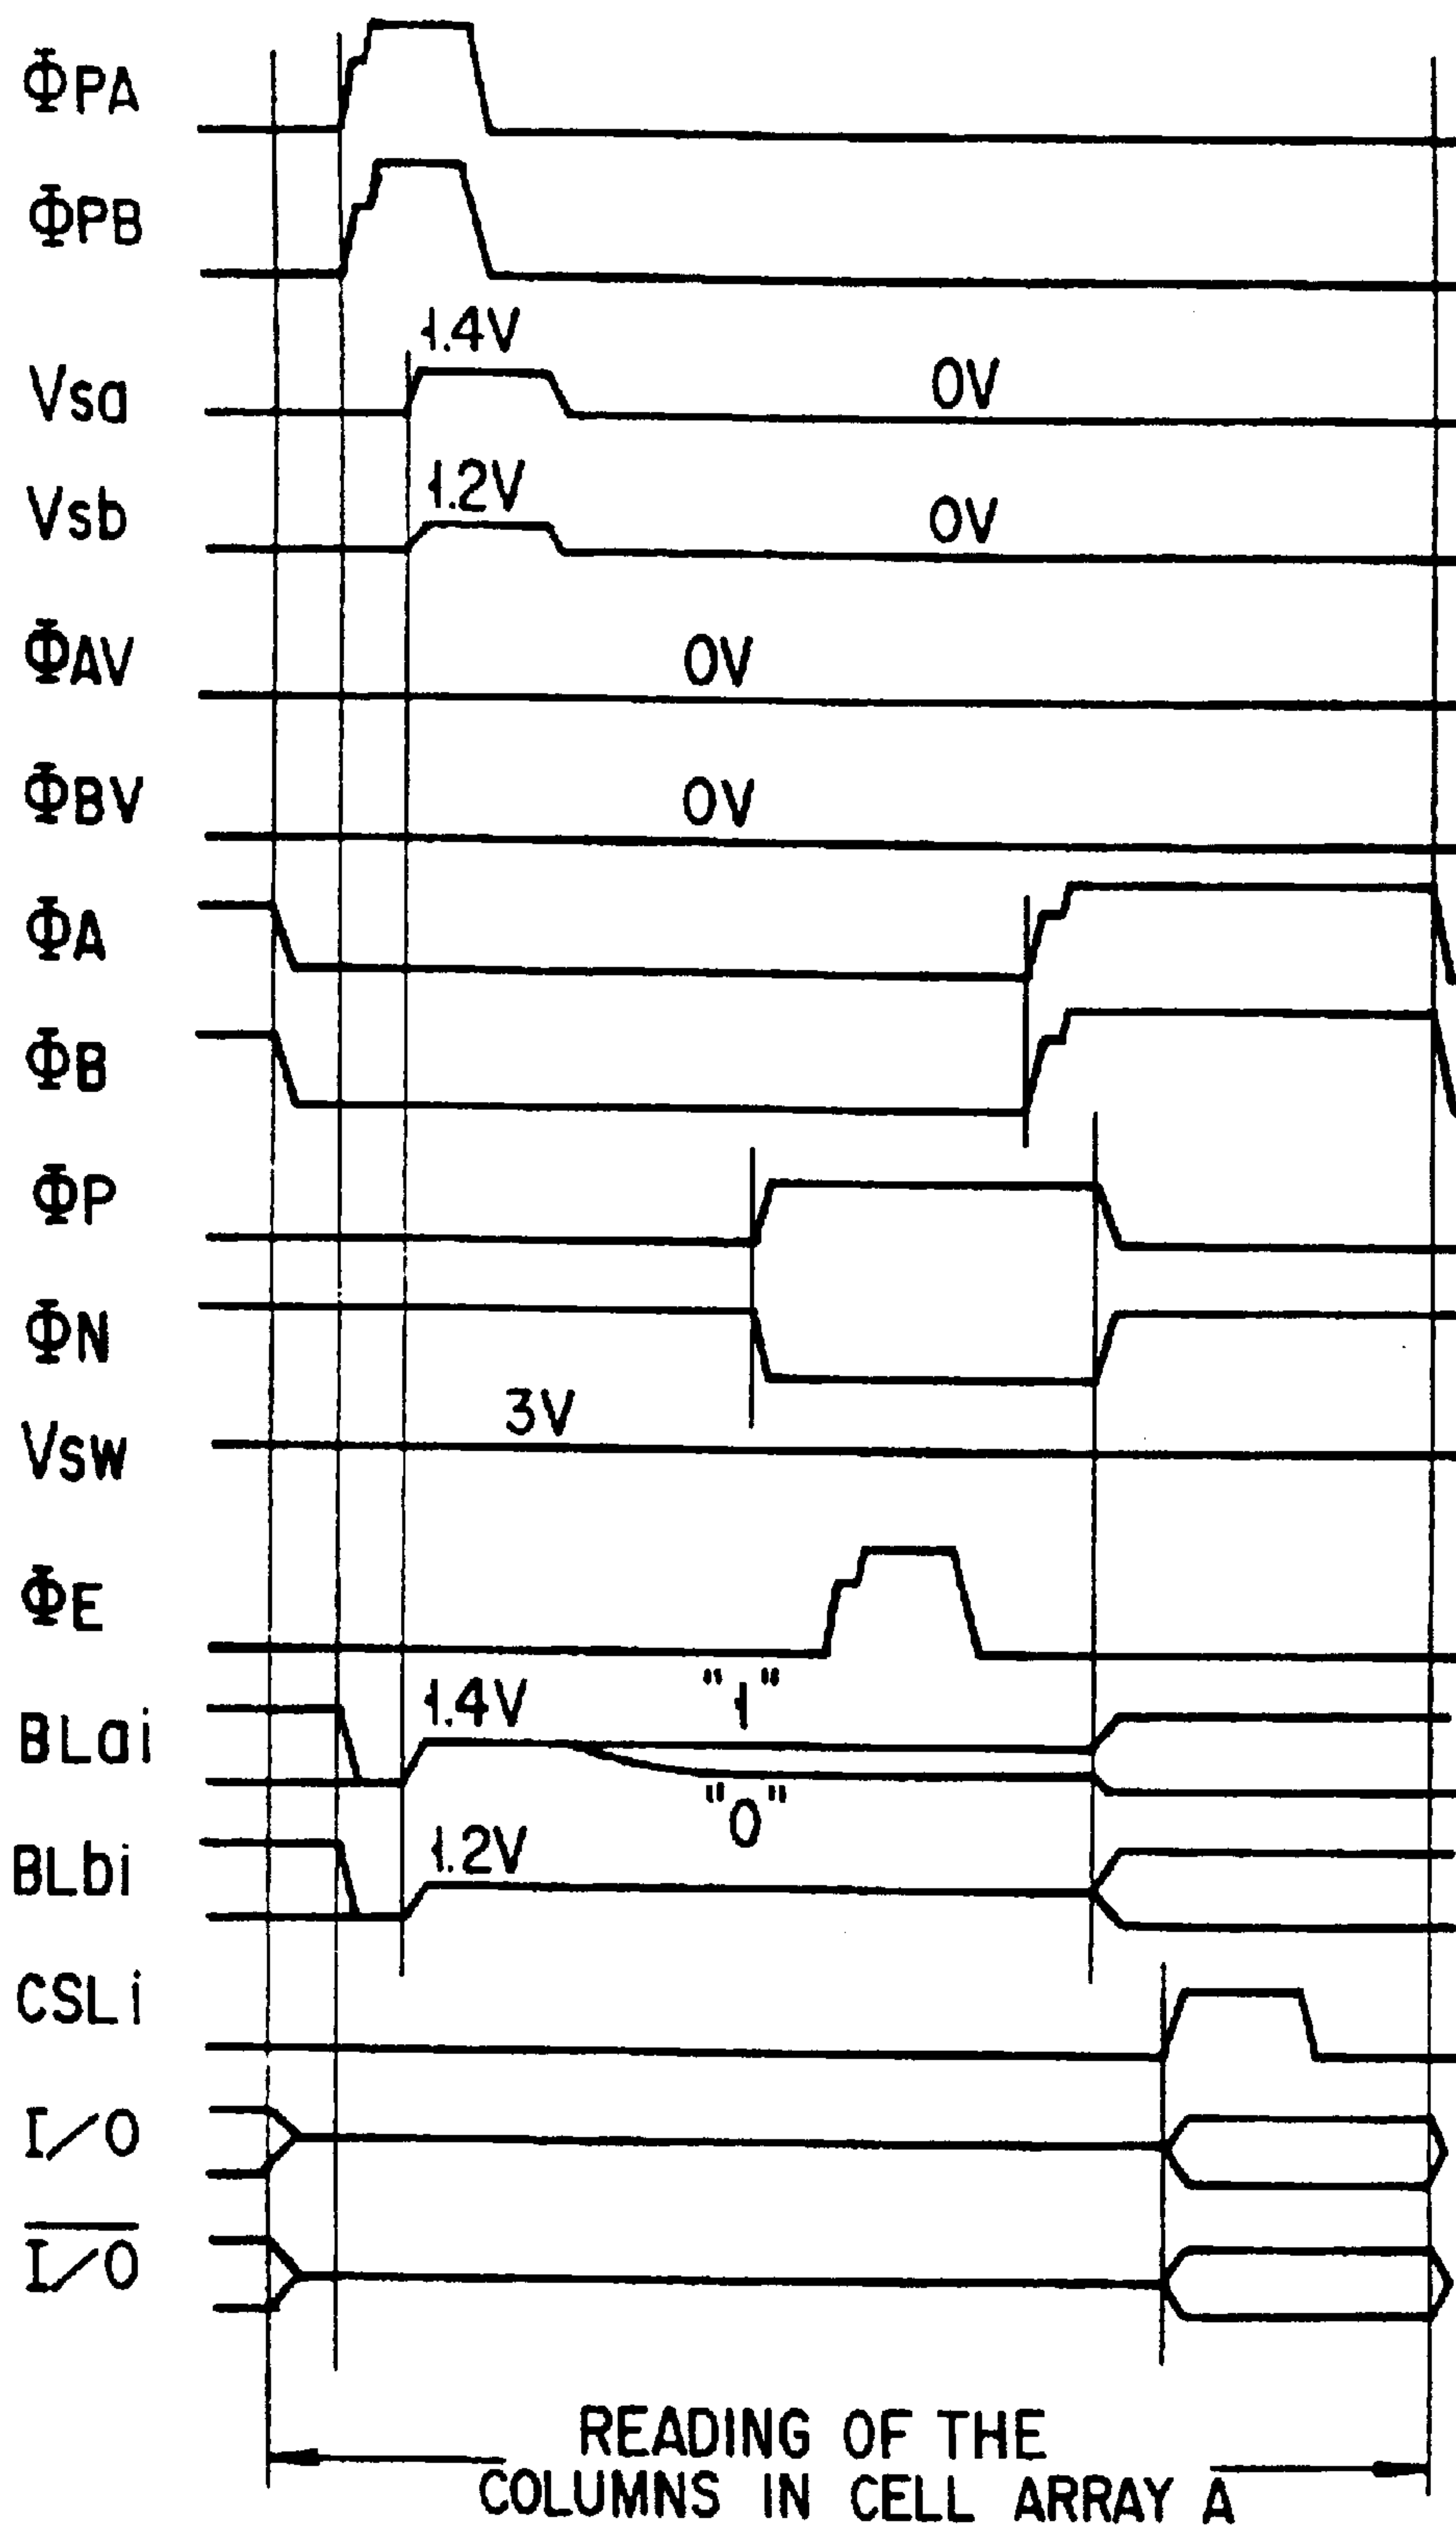 ΦPA
ΦPB
1.4V
Vsa 0V
1.2V
Vsb 0V
ΦAV 0V
ΦBV 0V
ΦA
ΦB
ΦP
ΦN
3V
VSW
ΦE
1.4V "1"
BLai
"0"
1.2V
BLbi
CSLi
I/O
I/O
READING OF THE
COLUMNS IN CELL ARRAY A